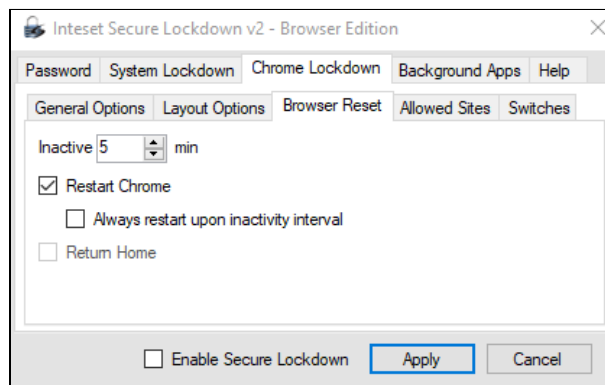 Inteset Secure Lockdown v2 - Browser Edition
Password System Lockdown Chrome Lockdown Background Apps Help
General Options Layout Options Browser Reset Allowed Sites Switches
Inactive 5 min
Restart Chrome
Always restart upon inactivity interval
Return Home
Enable Secure Lockdown Apply Cancel